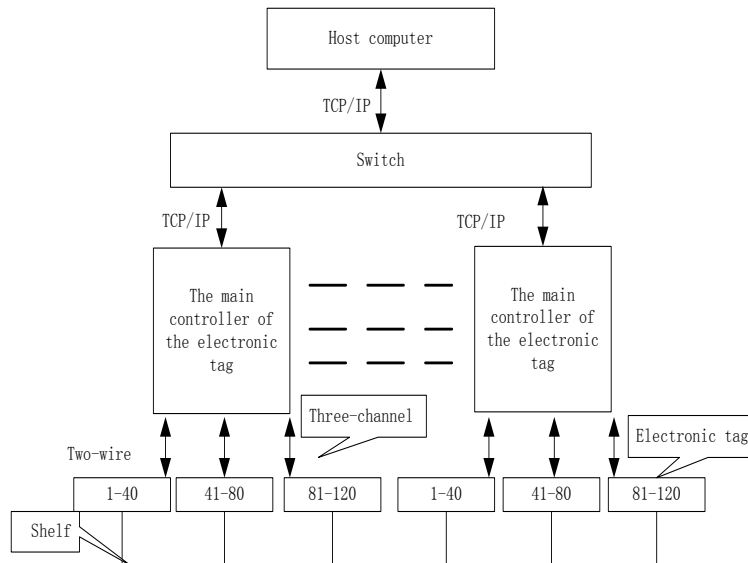 Host computer
TCP/IP
Switch
TCP/IP
TCP/IP
The main
controller of
the electronic
tag
The main
controller of
the electronic
tag
Three-channel
Electronic tag
Two-wire
1-40
41-80
81-120
1-40
41-80
81-120
Shelf